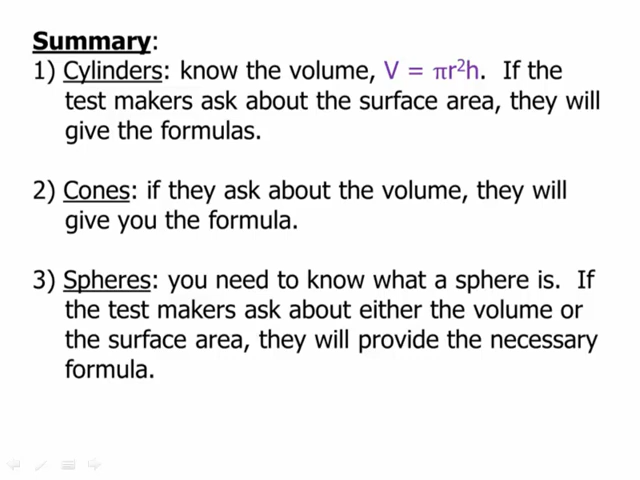 Summary:
1) Cylinders: know the volume, V = πr²h. If the
test makers ask about the surface area, they will
give the formulas.
2) Cones: if they ask about the volume, they will
give you the formula.
3) Spheres: you need to know what a sphere is. If
the test makers ask about either the volume or
the surface area, they will provide the necessary
formula.